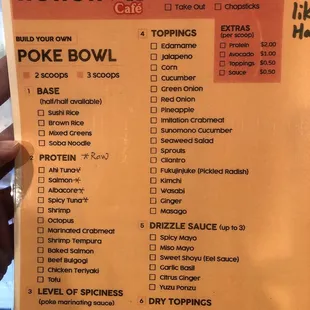 Café
Take Out
Chopsticks
BUILD YOUR OWN
POKE BOWL
2 scoops
3 scoops
1 BASE
(half/half available)
Sushi Rice
Brown Rice
Mixed Greens
Soba Noodle
2 PROTEIN * Raw
Ahi Tuna*
Salmon*
Albacore*
Spicy Tuna*
Shrimp
Octopus
Marinated Crabmeat
Shrimp Tempura
Baked Salmon
Beef Bulgogi
Chicken Teriyaki
Tofu
3 LEVEL OF SPICINESS
(poke marinating sauce)
4 TOPPINGS
Edamame
Jalapeno
Corn
Cucumber
Green Onion
Red Onion
Pineapple
Imitation Crabmeat
Sunomono Cucumber
Seaweed Salad
Sprouts
Cilantro
Fukujinjuke (Pickled Radish)
Kimchi
Wasabi
Ginger
Masago
5 DRIZZLE SAUCE (up to 3)
Spicy Mayo
Miso Mayo
Sweet Shoyu (Eel Sauce)
Garlic Basil
Citrus Ginger
Yuzu Ponzu
6 DRY TOPPINGS
EXTRAS
(per scoop)
Protein $2.00
Avocado $1.00
Toppings $0.50
Sauce $0.50